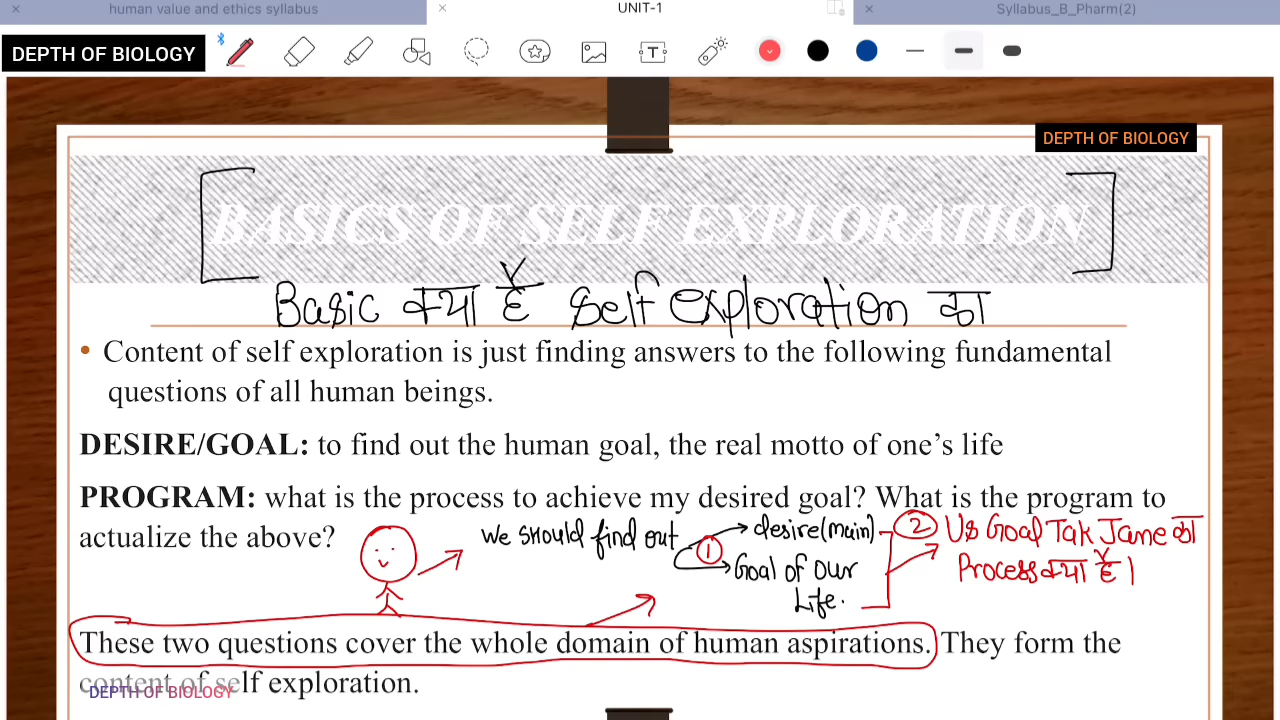 human value and ethics syllabus
UNIT-1
Syllabus_B_Pharm(2)
DEPTH OF BIOLOGY
T
DEPTH OF BIOLOGY
BASICS OF SELF EXPLORATION
Basic क्या है Self exploration का
• Content of self exploration is just finding answers to the following fundamental
questions of all human beings.
DESIRE/GOAL: to find out the human goal, the real motto of one’s life
PROGRAM: what is the process to achieve my desired goal? What is the program to
actualize the above?
we should find out
1
desire(main)
Goal of our
Life.
2 Us Goal Tak Jane का
Process क्या है।
These two questions cover the whole domain of human aspirations. They form the
content of self exploration.
DEPTH OF BIOLOGY